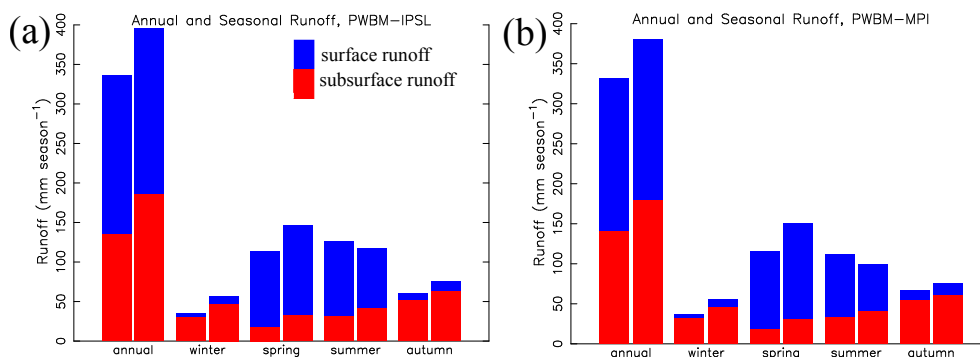 (a)
Annual and Seasonal Runoff, PWBM−IPSL
surface runoff
subsurface runoff
Runoff (mm season−1)
400
350
300
250
200
150
100
50
0
annual winter spring summer autumn
(b)
Annual and Seasonal Runoff, PWBM−MPI
Runoff (mm season−1)
400
350
300
250
200
150
100
50
0
annual winter spring summer autumn